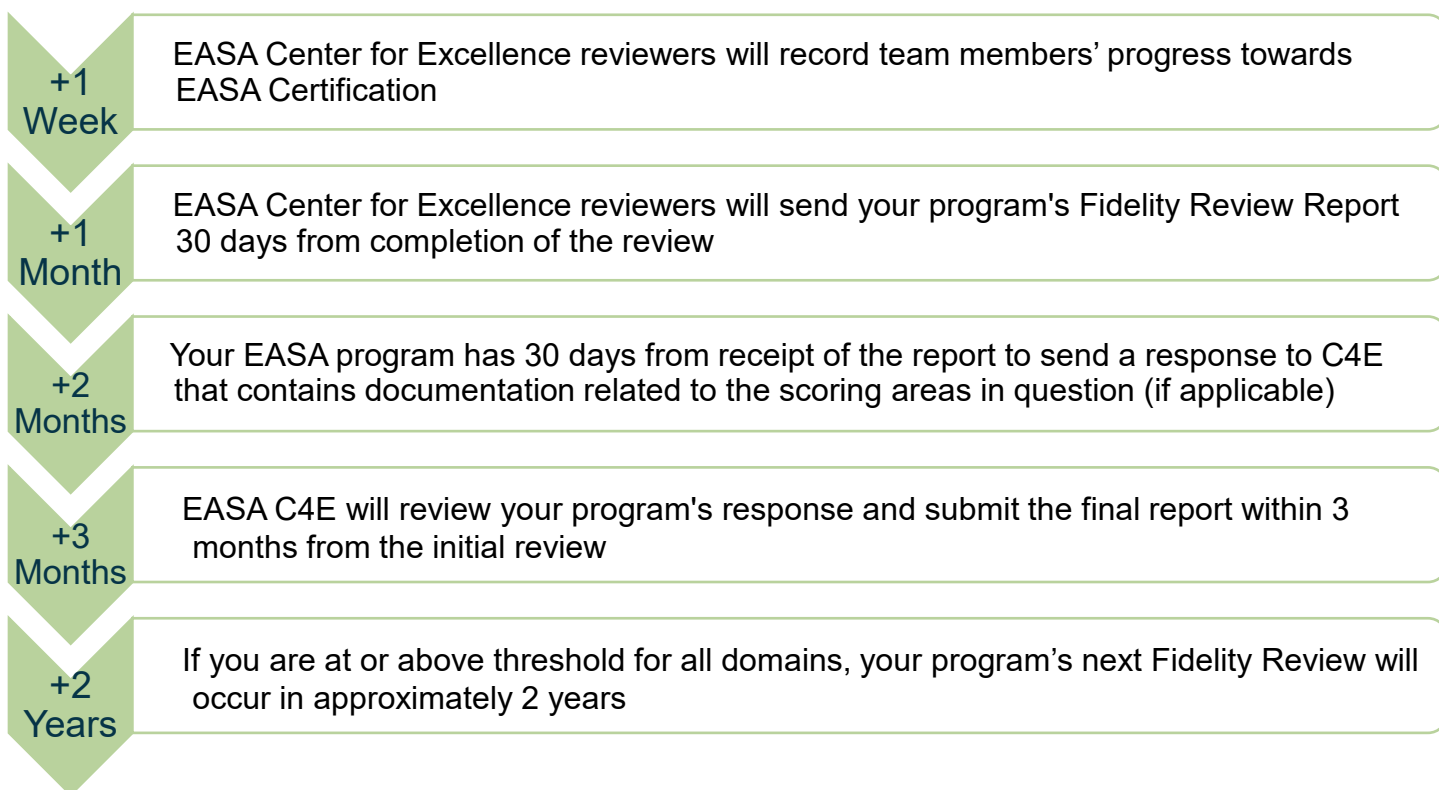 +1
Week
EASA Center for Excellence reviewers will record team members’ progress towards
EASA Certification
+1
Month
EASA Center for Excellence reviewers will send your program's Fidelity Review Report
30 days from completion of the review
+2
Months
Your EASA program has 30 days from receipt of the report to send a response to C4E
that contains documentation related to the scoring areas in question (if applicable)
+3
Months
EASA C4E will review your program's response and submit the final report within 3
months from the initial review
+2
Years
If you are at or above threshold for all domains, your program’s next Fidelity Review will
occur in approximately 2 years